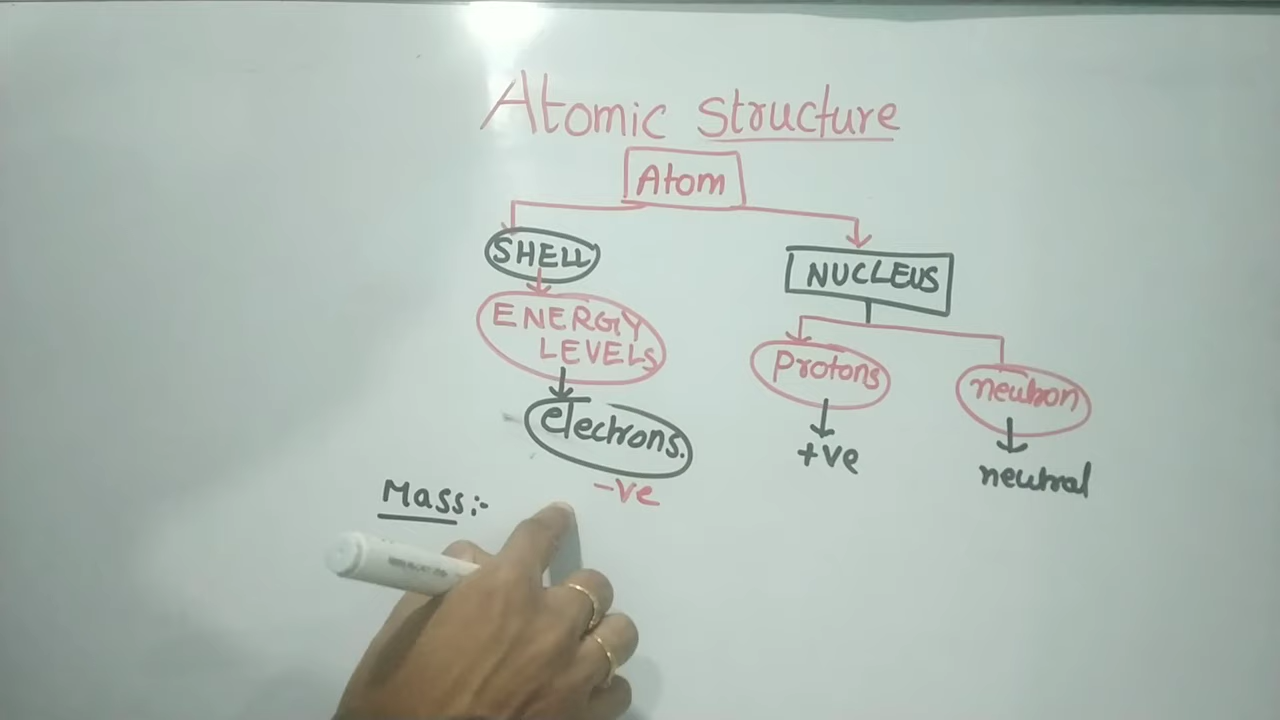 Atomic Structure
Atom
SHELL
NUCLEUS
ENERGY
LEVELS
Protons
neutron
electrons.
+ve
neutral
-ve
Mass:-